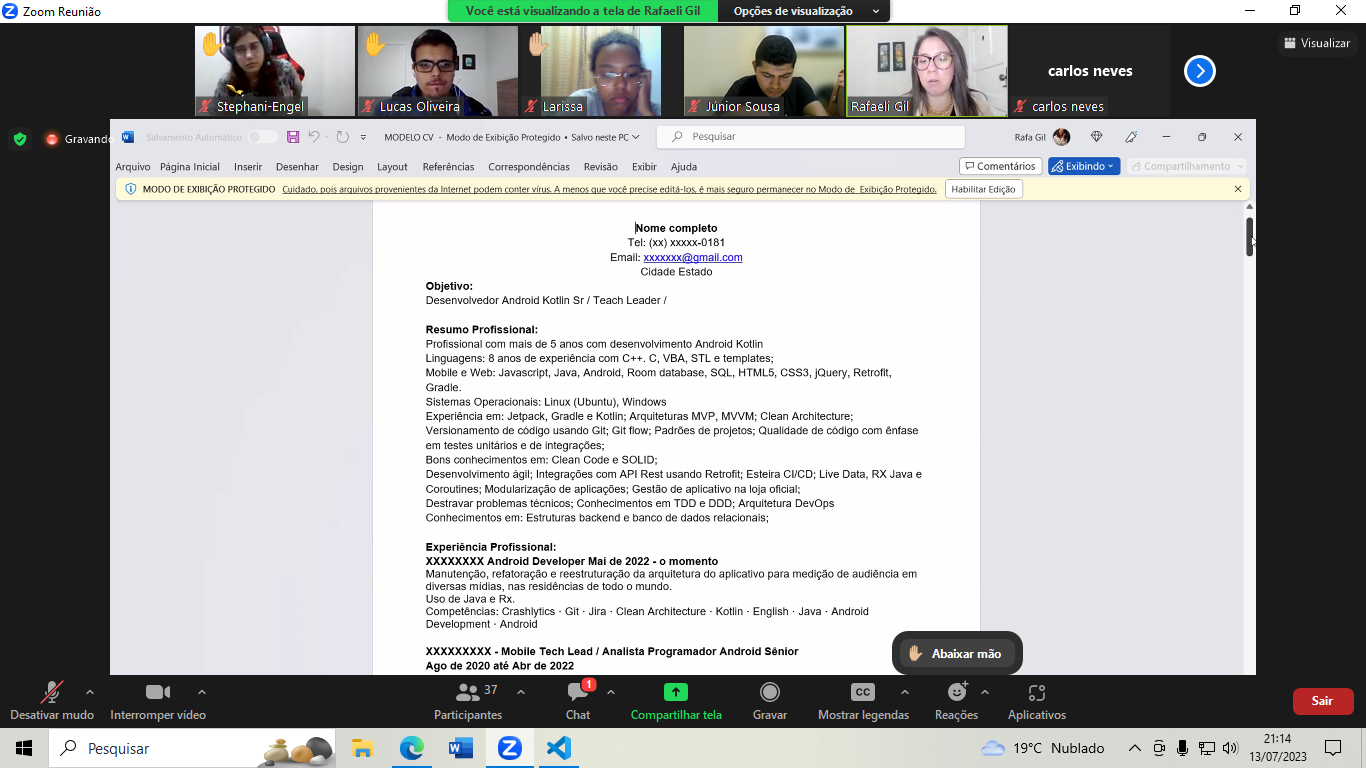 Zoom Reunião
Você está visualizando a tela de Rafaeli Gil
Opções de visualização
Visualizar
Stephani-Engel
Lucas Oliveira
Larissa
Júnior Sousa
Rafaeli Gil
carlos neves
carlos neves
Gravando
Salvamento Automático
MODELO CV - Modo de Exibição Protegido • Salvo neste PC
Pesquisar
Rafa Gil
Arquivo Página Inicial Inserir Desenhar Design Layout Referências Correspondências Revisão Exibir Ajuda
Comentários
Exibindo
Compartilhamento
MODO DE EXIBIÇÃO PROTEGIDO Cuidado, pois arquivos provenientes da Internet podem conter vírus. A menos que você precise editá-los, é mais seguro permanecer no Modo de Exibição Protegido.
Habilitar Edição
Nome completo
Tel: (xx) xxxxx-0181
Email: xxxxxxx@gmail.com
Cidade Estado
Objetivo:
Desenvolvedor Android Kotlin Sr / Teach Leader /
Resumo Profissional:
Profissional com mais de 5 anos com desenvolvimento Android Kotlin
Linguagens: 8 anos de experiência com C++. C, VBA, STL e templates;
Mobile e Web: Javascript, Java, Android, Room database, SQL, HTML5, CSS3, jQuery, Retrofit,
Gradle.
Sistemas Operacionais: Linux (Ubuntu), Windows
Experiência em: Jetpack, Gradle e Kotlin; Arquiteturas MVP, MVVM; Clean Architecture;
Versionamento de código usando Git; Git flow; Padrões de projetos; Qualidade de código com ênfase
em testes unitários e de integrações;
Bons conhecimentos em: Clean Code e SOLID;
Desenvolvimento ágil; Integrações com API Rest usando Retrofit; Esteira CI/CD; Live Data, RX Java e
Coroutines; Modularização de aplicações; Gestão de aplicativo na loja oficial;
Destravar problemas técnicos; Conhecimentos em TDD e DDD; Arquitetura DevOps
Conhecimentos em: Estruturas backend e banco de dados relacionais;
Experiência Profissional:
XXXXXXXX Android Developer Mai de 2022 - o momento
Manutenção, refatoração e reestruturação da arquitetura do aplicativo para medição de audiência em
diversas mídias, nas residências de todo o mundo.
Uso de Java e Rx.
Competências: Crashlytics · Git · Jira · Clean Architecture · Kotlin · English · Java · Android
Development · Android
XXXXXXXXX - Mobile Tech Lead / Analista Programador Android Sênior
Ago de 2020 até Abr de 2022
Abaixar mão
Desativar mudo
Interromper vídeo
37
Participantes
1
Chat
Compartilhar tela
Gravar
CC
Mostrar legendas
Reações
Aplicativos
Sair
Pesquisar
19°C Nublado
21:14
13/07/2023